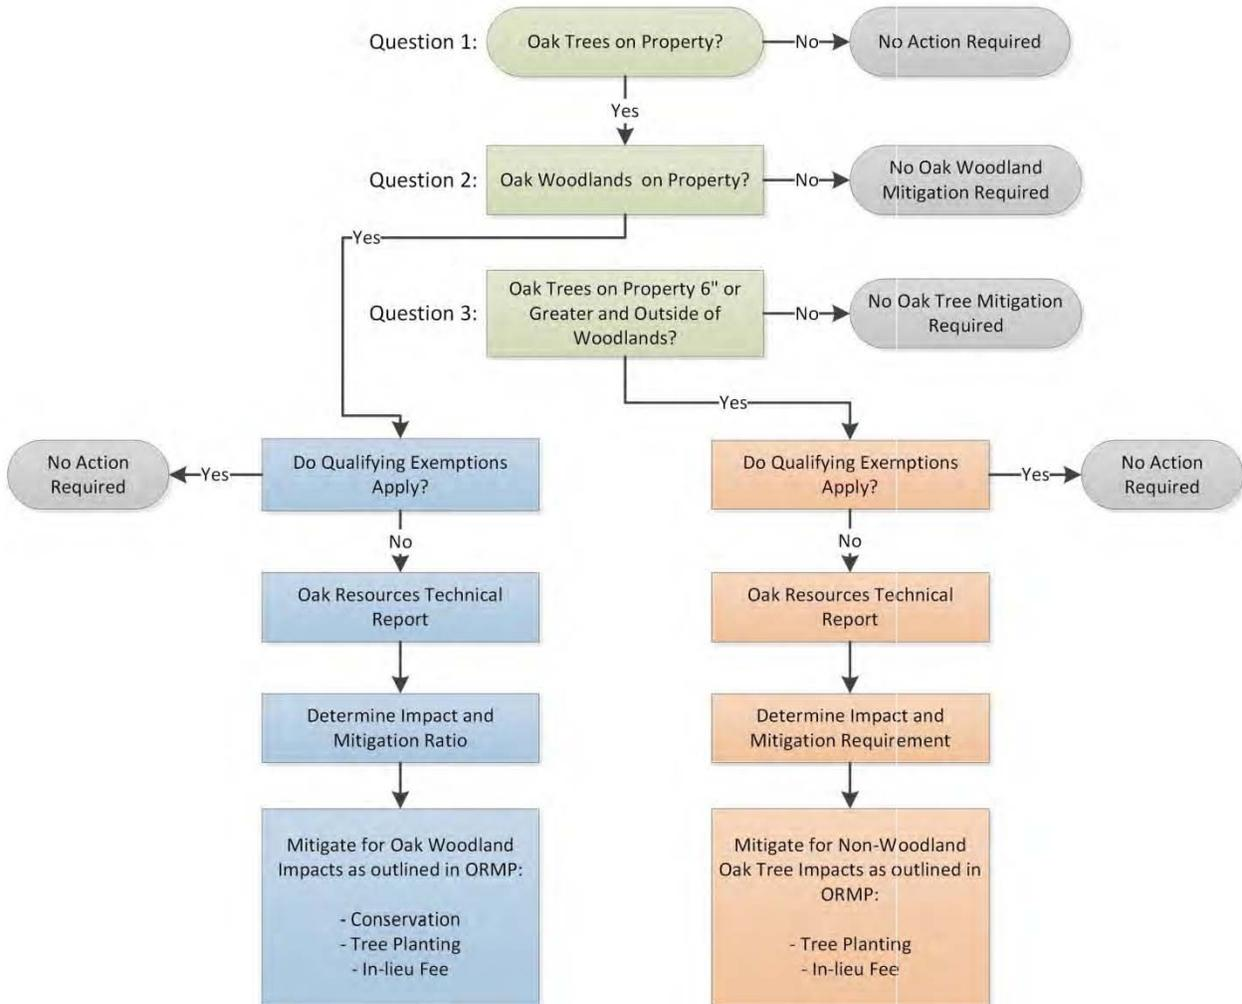 Question 1:
Oak Trees on Property?
No
No Action Required
Yes
Question 2:
Oak Woodlands on Property?
No
No Oak Woodland
Mitigation Required
Yes
Question 3:
Oak Trees on Property 6" or
Greater and Outside of
Woodlands?
No
No Oak Tree Mitigation
Required
Yes
No Action
Required
Yes
Do Qualifying Exemptions
Apply?
Do Qualifying Exemptions
Apply?
Yes
No Action
Required
No
No
Oak Resources Technical
Report
Oak Resources Technical
Report
Determine Impact and
Mitigation Ratio
Determine Impact and
Mitigation Requirement
Mitigate for Oak Woodland
Impacts as outlined in ORMP:
- Conservation
- Tree Planting
- In-lieu Fee
Mitigate for Non-Woodland
Oak Tree Impacts as outlined in
ORMP:
- Tree Planting
- In-lieu Fee